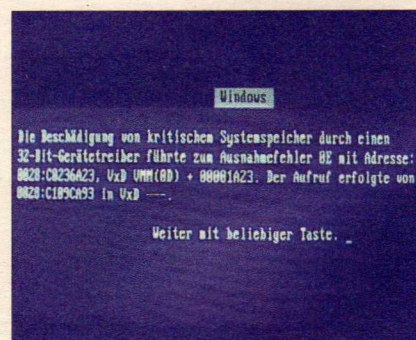 Windows
Die Beschädigung von kritischem Systemspeicher durch einen
32-Bit-Gerätetreiber führte zum Ausnahmefehler 0E mit Adresse:
0028:C0236A23, VxD VMM(0D) + 00001A23. Der Aufruf erfolgte von
0028:C109CA93 in VxD ---.
Weiter mit beliebiger Taste. _